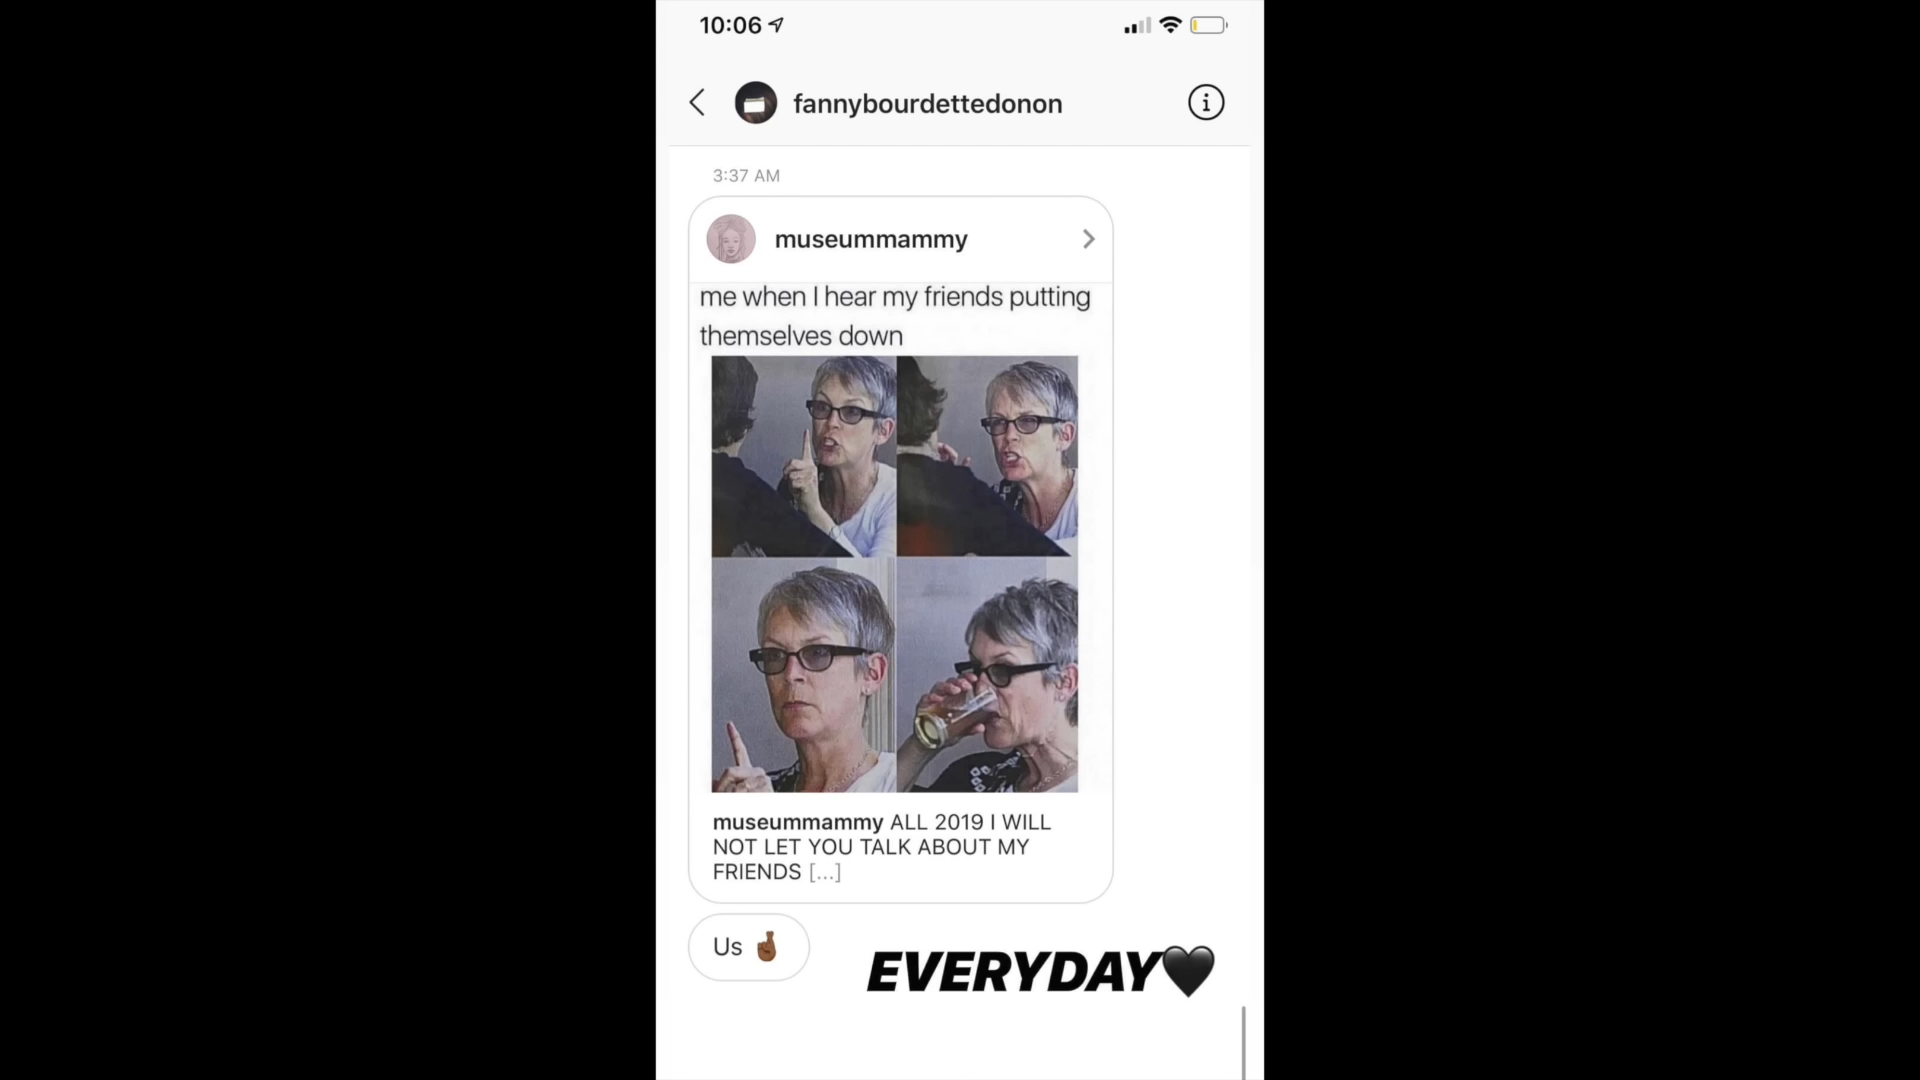 10:06
fannybourdettedonon
3:37 AM
museummammy
me when I hear my friends putting
themselves down
museummammy ALL 2019 I WILL
NOT LET YOU TALK ABOUT MY
FRIENDS [...]
Us 🤞🏾
EVERYDAY🖤